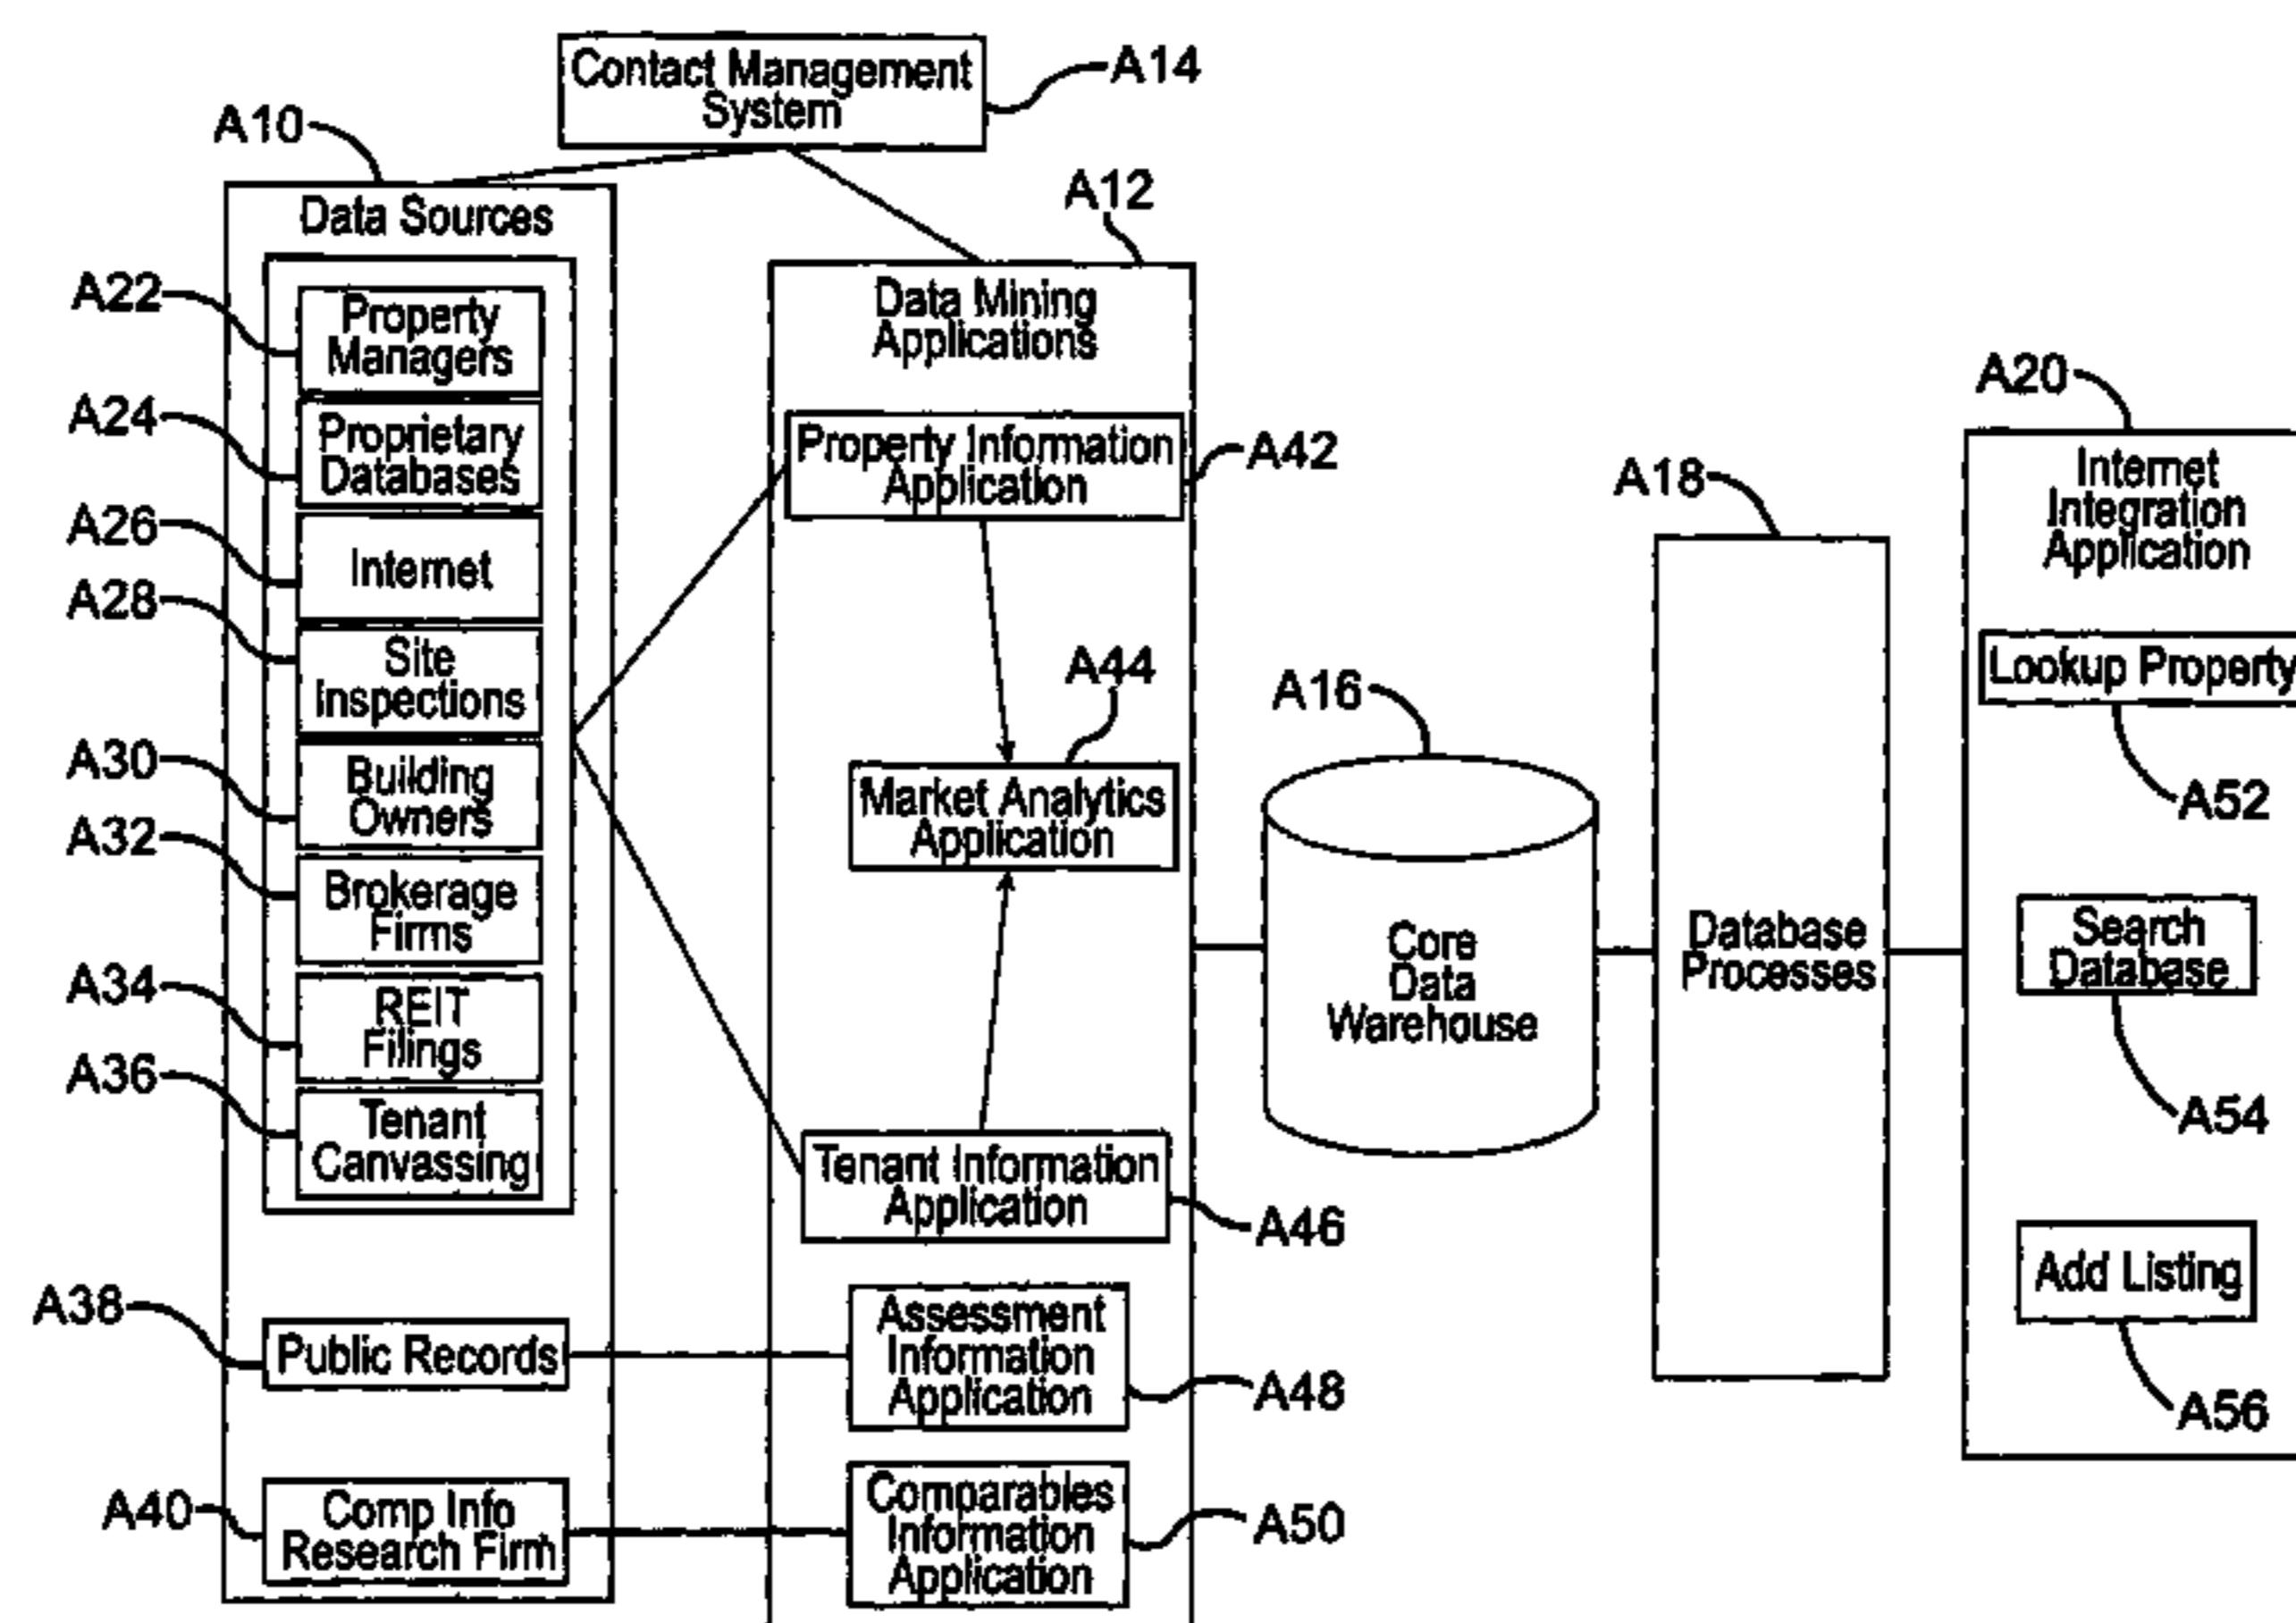 Contact Management
System
A14
A10
Data Sources
A12
A22
Property
Managers
A24
Proprietary
Databases
A26
Internet
A28
Site
Inspections
A30
Building
Owners
A32
Brokerage
Firms
A34
REIT
Filings
A36
Tenant
Canvassing
A38
Public Records
A40
Comp Info
Research Firm
Data Mining
Applications
Property Information
Application
A42
A44
Market Analytics
Application
Tenant Information
Application
A46
Assessment
Information
Application
A48
Comparables
Information
Application
A50
A16
Core
Data
Warehouse
A18
Database
Processes
A20
Internet
Integration
Application
Lookup Property
A52
Search
Database
A54
Add Listing
A56